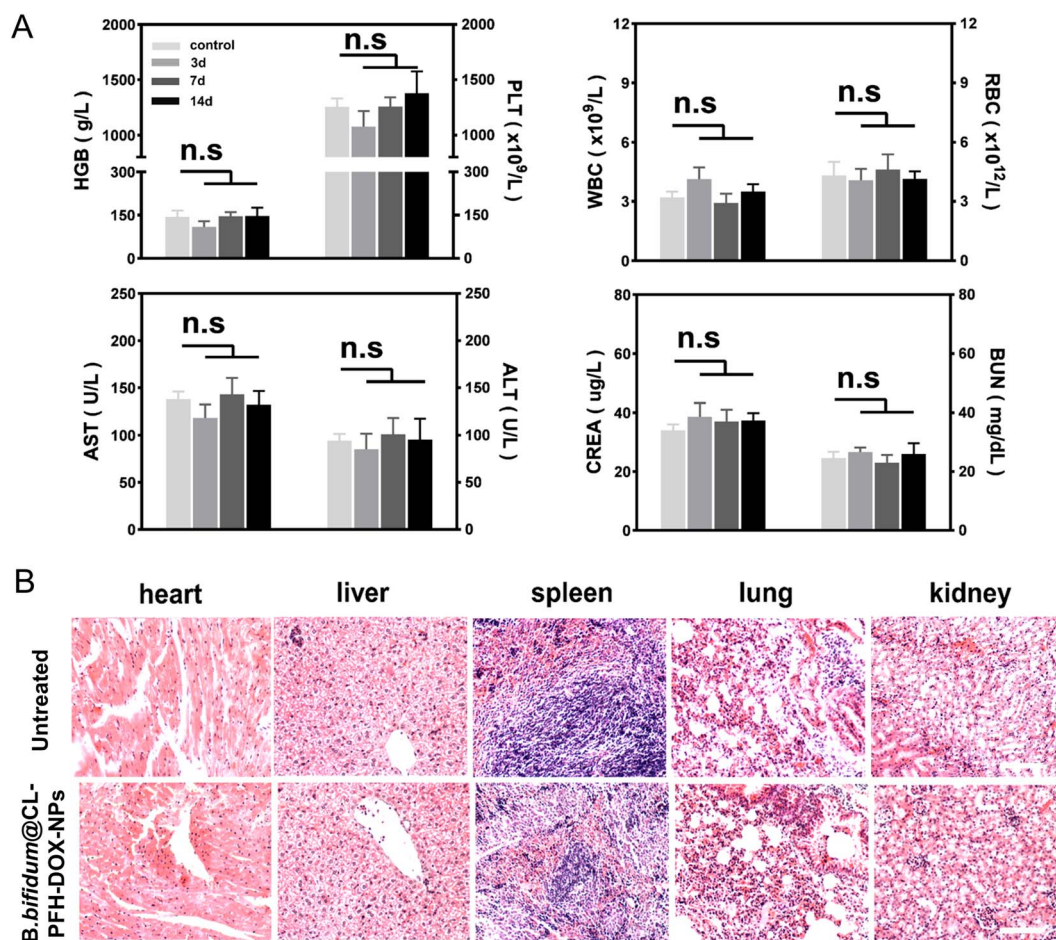 A
HGB ( g/L )
2000
1500
1000
300
150
0
control
3d
7d
14d
n.s
n.s
2000
1500
1000
300
150
0
PLT ( x10⁹/L )
WBC ( x10⁹/L )
12
9
6
3
0
n.s
n.s
12
9
6
3
0
RBC ( x10¹²/L )
AST ( U/L )
250
200
150
100
50
0
n.s
n.s
250
200
150
100
50
0
ALT ( U/L )
CREA ( ug/L )
80
60
40
20
0
n.s
n.s
80
60
40
20
0
BUN ( mg/dL )
B
heart liver spleen lung kidney
Untreated
B.bifidum@CL-
PFH-DOX-NPs